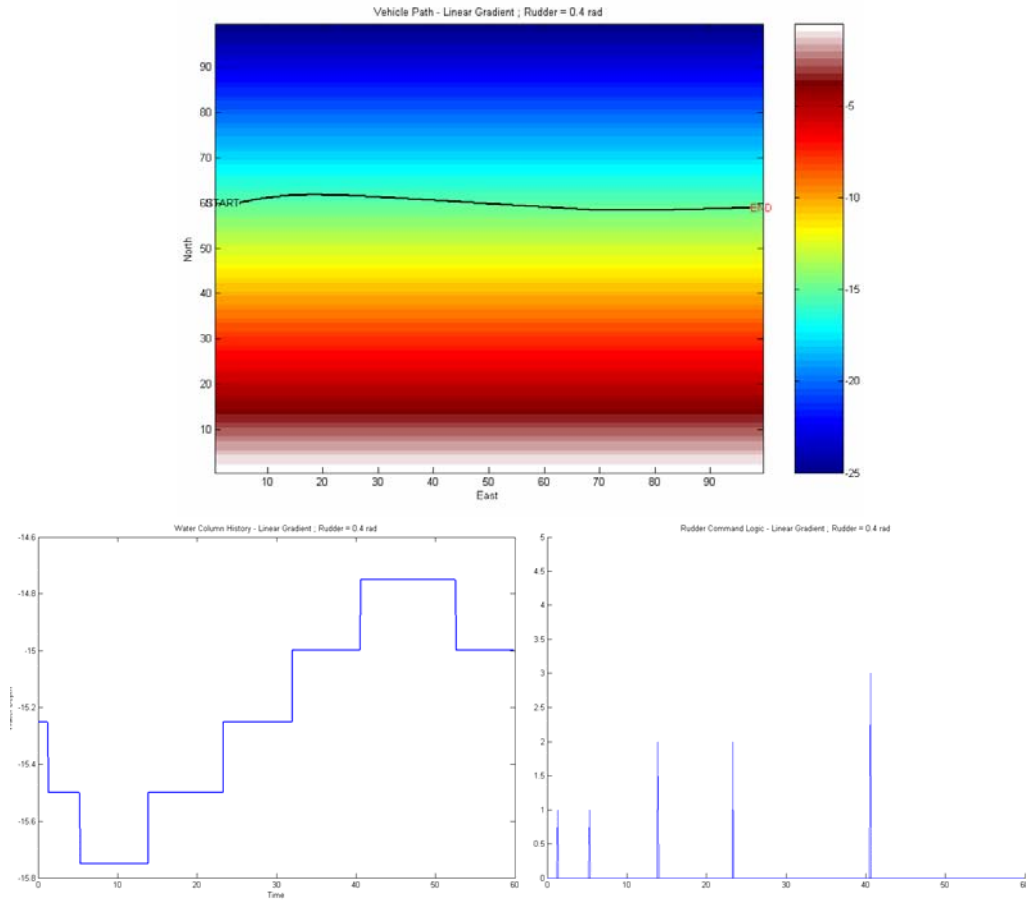 Vehicle Path - Linear Gradient ; Rudder = 0.4 rad
90
80
70
60
START
END
50
40
30
20
10
North
10 20 30 40 50 60 70 80 90
East
-5
-10
-15
-20
-25
Water Column History - Linear Gradient ; Rudder = 0.4 rad
-14.6
-14.8
-15
-15.2
-15.4
-15.6
-15.8
0 10 20 30 40 50 60
Time
Rudder Command Logic - Linear Gradient ; Rudder = 0.4 rad
5
4.5
4
3.5
3
2.5
2
1.5
1
0.5
0
0 10 20 30 40 50 60